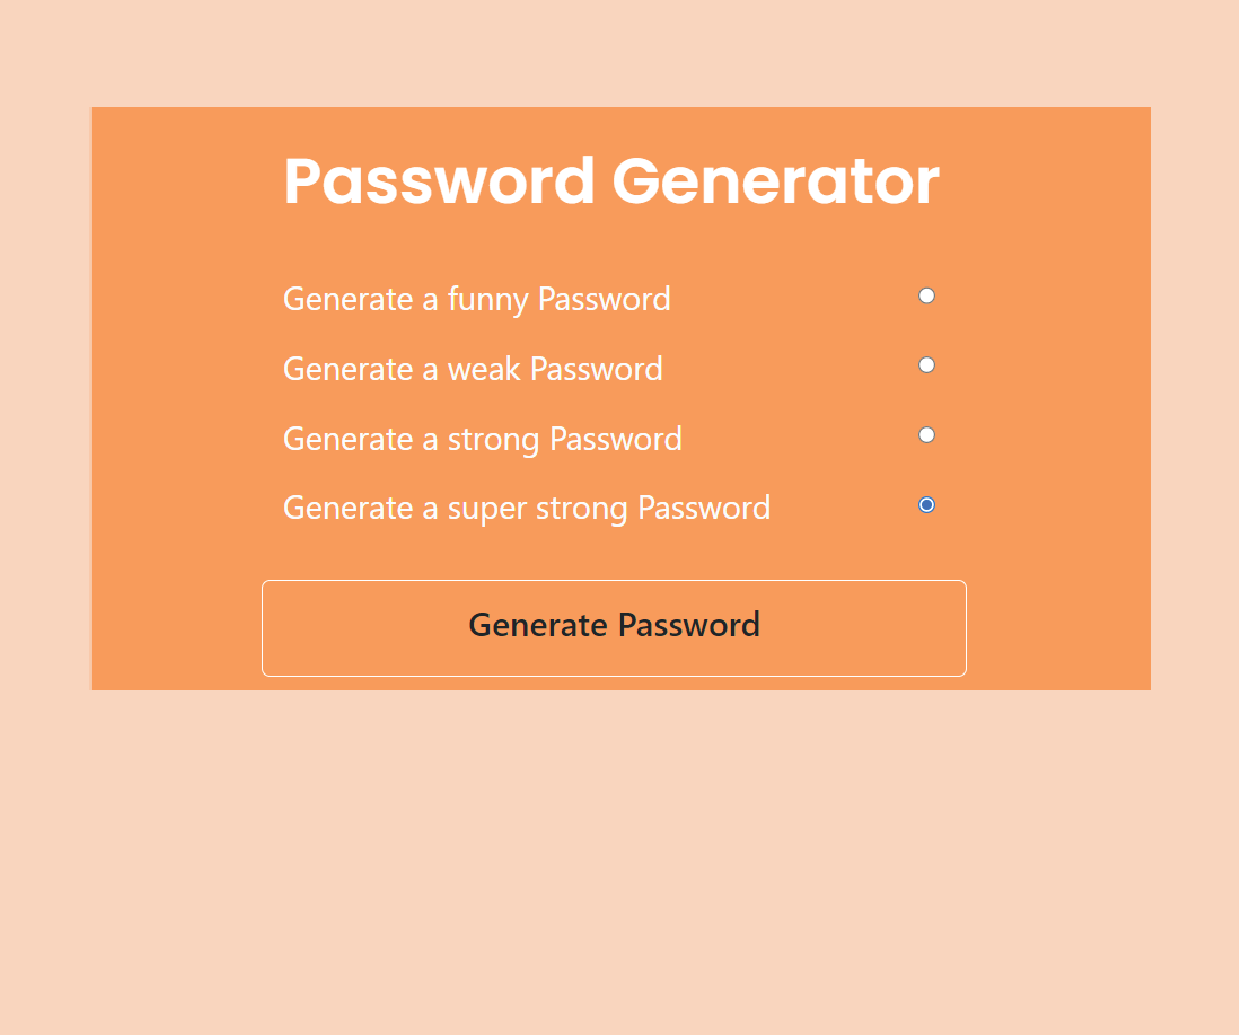 Password Generator
Generate a funny Password
Generate a weak Password
Generate a strong Password
Generate a super strong Password
Generate Password